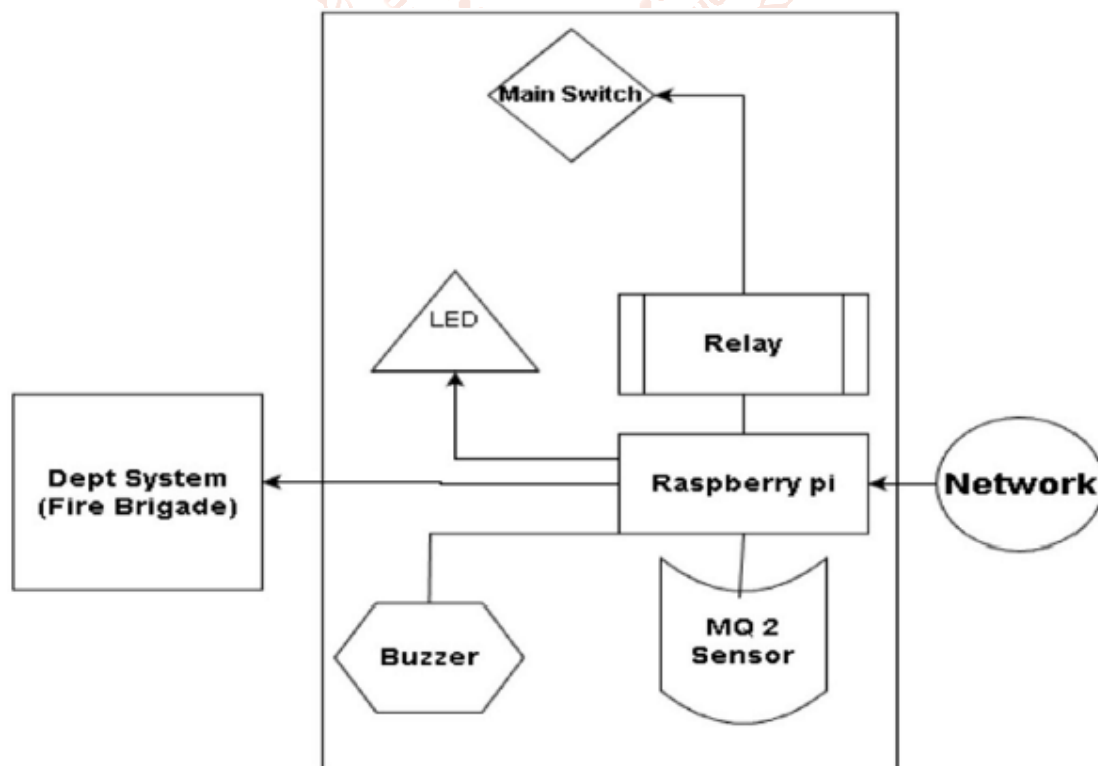 Main Switch
LED
Relay
Dept System
(Fire Brigade)
Raspberry pi
Network
Buzzer
MQ 2
Sensor